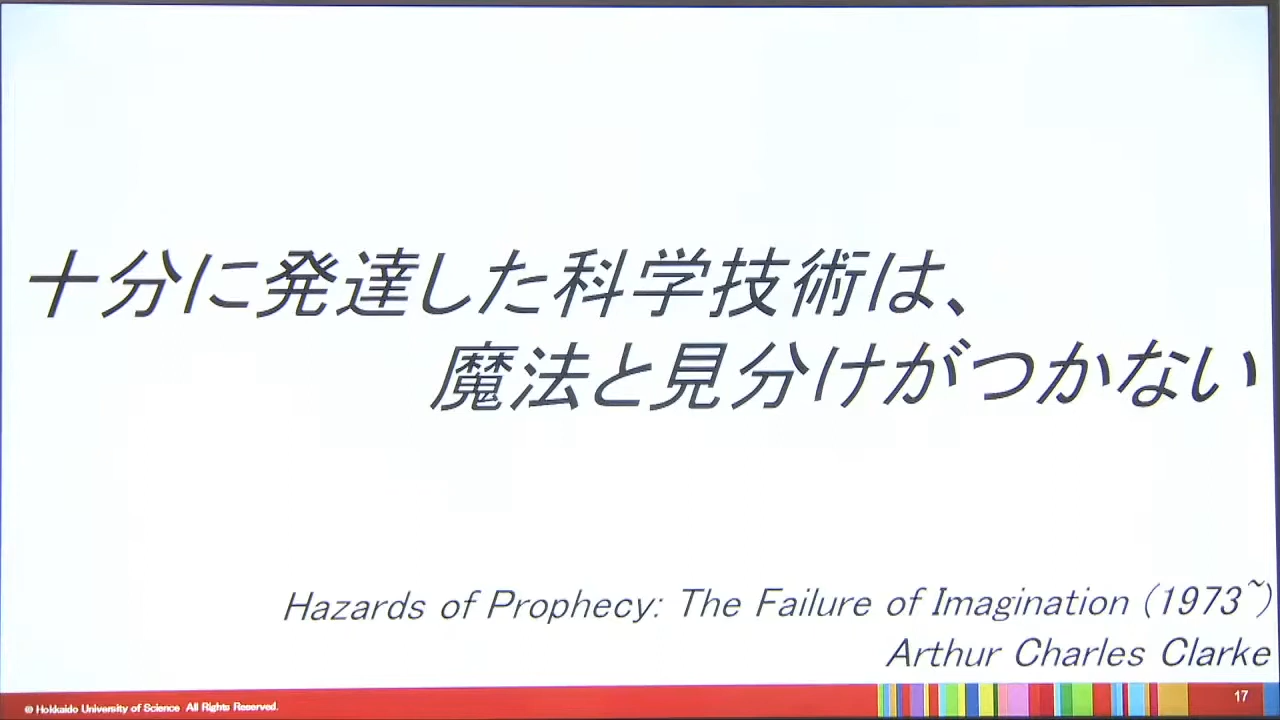 十分に発達した科学技術は、
魔法と見分けがつかない
Hazards of Prophecy: The Failure of Imagination (1973~)
Arthur Charles Clarke
© Hokkaido University of Science All Rights Reserved.
17